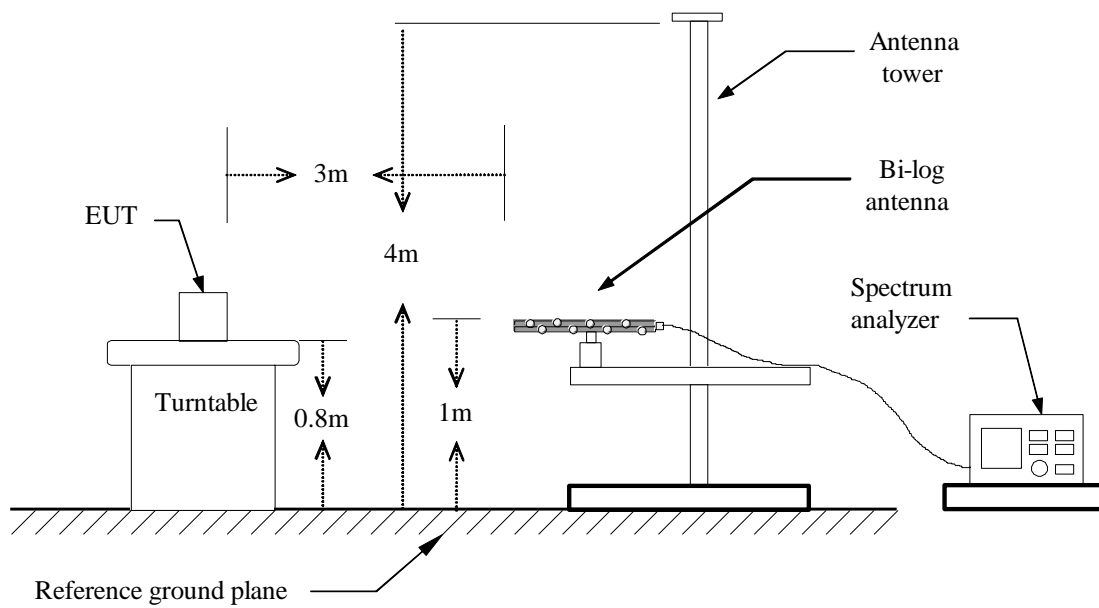 Antenna
tower
3m
Bi-log
antenna
EUT
4m
Spectrum
analyzer
Turntable
0.8m
1m
Reference ground plane